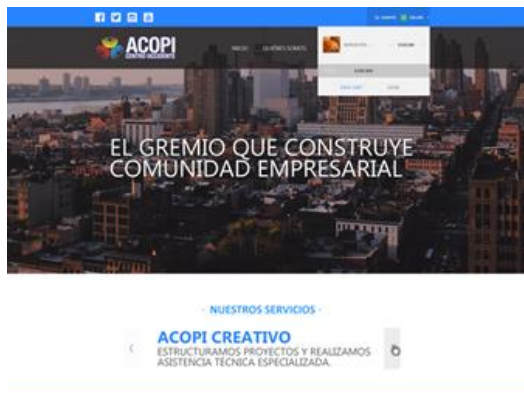 ACOPI
CENTRO OCCIDENTE
INICIO
QUIÉNES SOMOS
EL GREMIO QUE CONSTRUYE
COMUNIDAD EMPRESARIAL
· NUESTROS SERVICIOS ·
ACOPI CREATIVO
ESTRUCTURAMOS PROYECTOS Y REALIZAMOS
ASISTENCIA TÉCNICA ESPECIALIZADA.